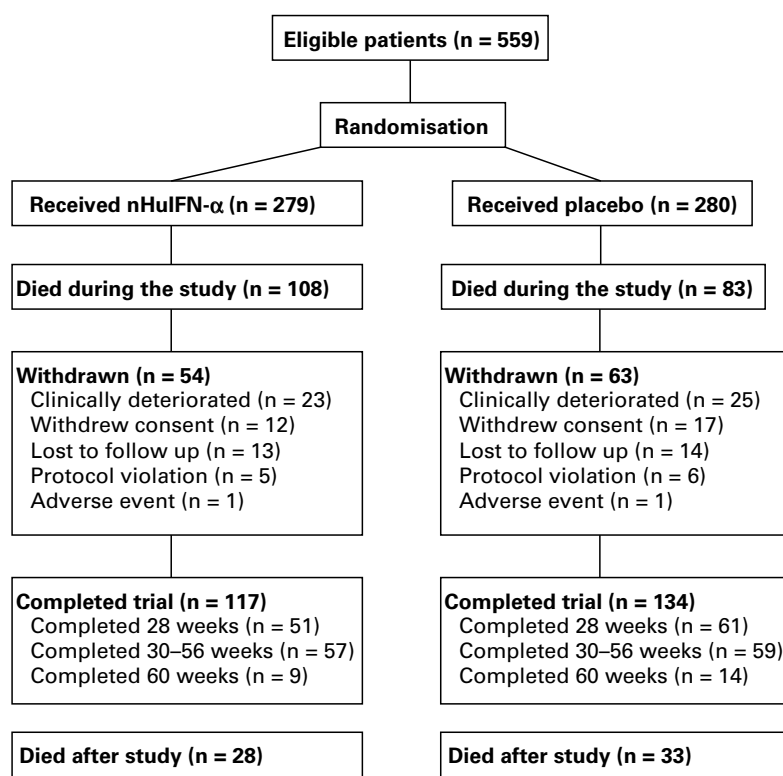 Eligible patients (n = 559)
Randomisation
Received nHuIFN-α (n = 279)
Died during the study (n = 108)
Withdrawn (n = 54)
Clinically deteriorated (n = 23)
Withdrew consent (n = 12)
Lost to follow up (n = 13)
Protocol violation (n = 5)
Adverse event (n = 1)
Completed trial (n = 117)
Completed 28 weeks (n = 51)
Completed 30–56 weeks (n = 57)
Completed 60 weeks (n = 9)
Died after study (n = 28)
Received placebo (n = 280)
Died during the study (n = 83)
Withdrawn (n = 63)
Clinically deteriorated (n = 25)
Withdrew consent (n = 17)
Lost to follow up (n = 14)
Protocol violation (n = 6)
Adverse event (n = 1)
Completed trial (n = 134)
Completed 28 weeks (n = 61)
Completed 30–56 weeks (n = 59)
Completed 60 weeks (n = 14)
Died after study (n = 33)